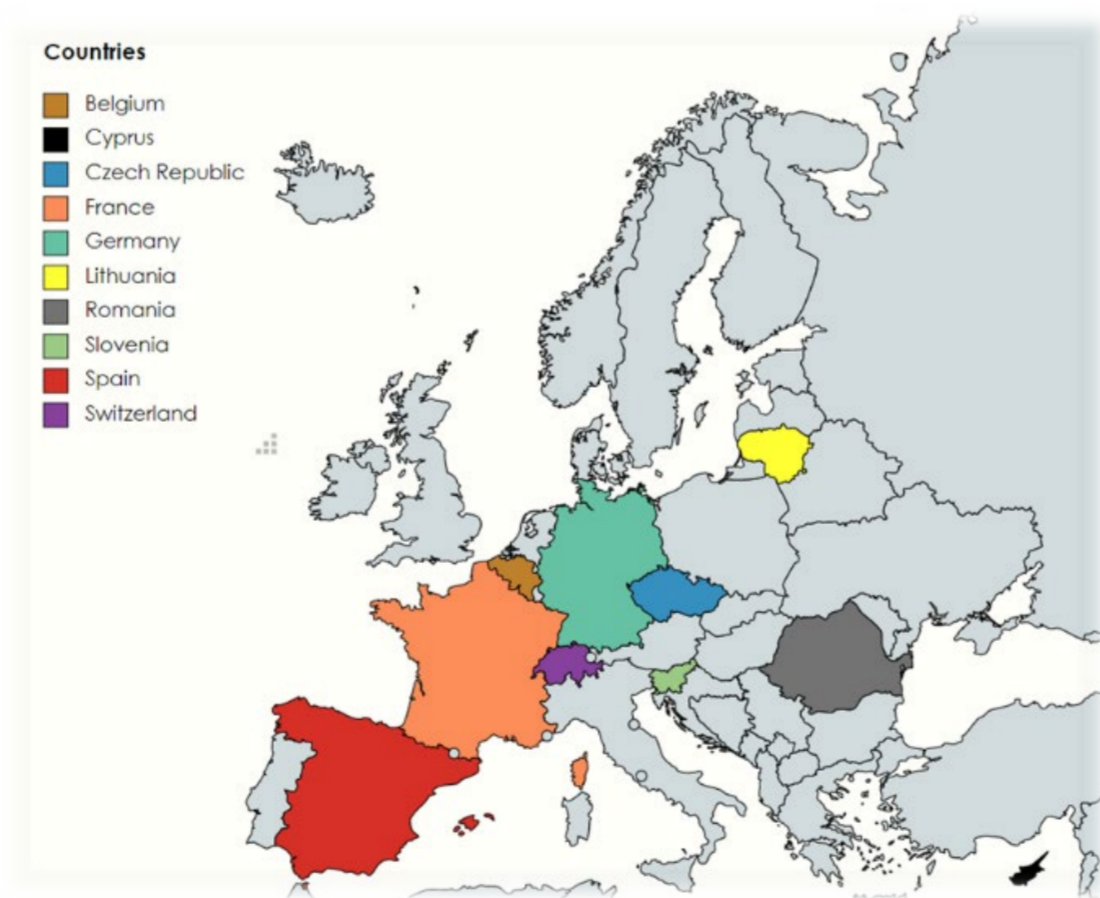 Countries
Belgium
Cyprus
Czech Republic
France
Germany
Lithuania
Romania
Slovenia
Spain
Switzerland